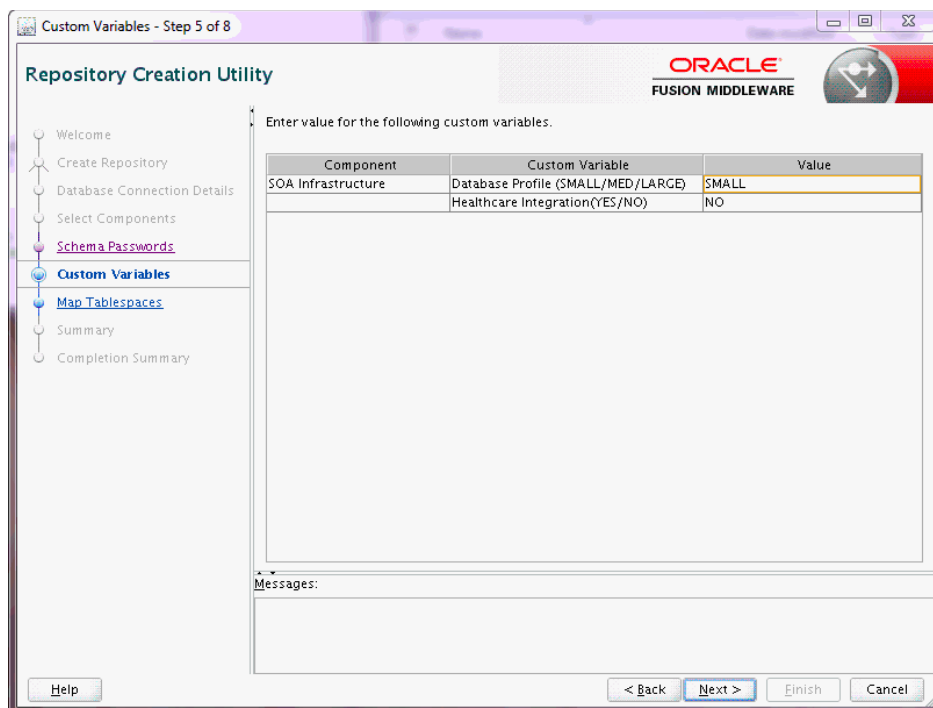 Custom Variables - Step 5 of 8
Repository Creation Utility
ORACLE
FUSION MIDDLEWARE
Welcome
Create Repository
Database Connection Details
Select Components
Schema Passwords
Custom Variables
Map Tablespaces
Summary
Completion Summary
Enter value for the following custom variables.
Component Custom Variable Value
SOA Infrastructure Database Profile (SMALL/MED/LARGE) SMALL
Healthcare Integration(YES/NO) NO
Messages:
Help < Back Next > Finish Cancel